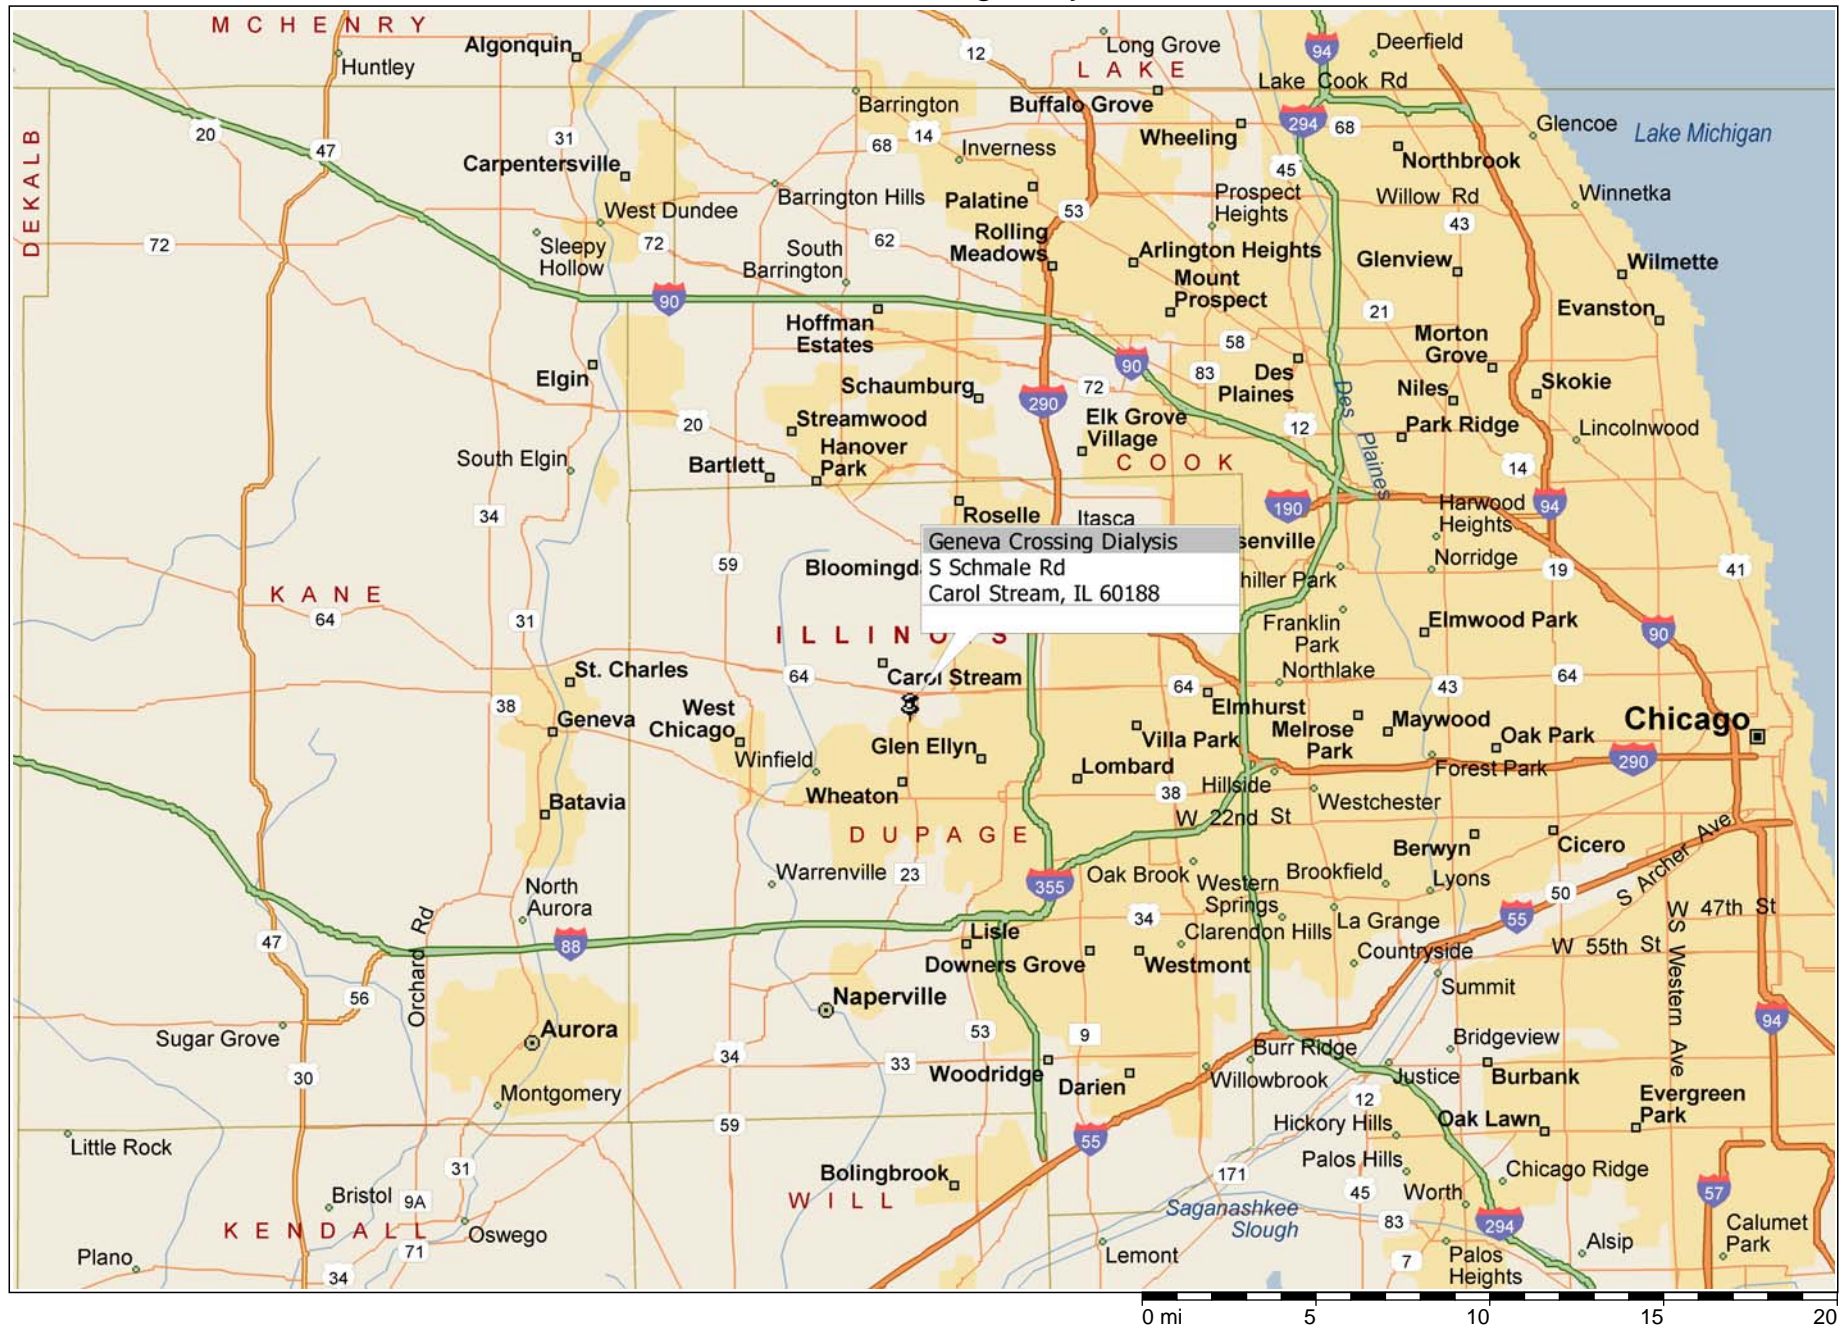 MCHENRY
Algonquin
Huntley
12
Long Grove
LAKE
94
Deerfield
Lake Cook Rd
Barrington
Buffalo Grove
Wheeling
294
68
Glencoe
Lake Michigan
DEKALB
20
47
31
14
68
Inverness
Carpentersville
45
Northbrook
Barrington Hills
Palatine
53
Prospect
Heights
Willow Rd
Winnetka
43
West Dundee
72
Sleepy
Hollow
72
South
Barrington
62
Rolling
Meadows
Arlington Heights
Mount
Prospect
Glenview
Wilmette
90
Hoffman
Estates
21
Evanston
58
Morton
Grove
Elgin
90
83
Des
Plaines
Schaumburg
290
72
Niles
Skokie
Streamwood
20
Elk Grove
Village
12
Park Ridge
Lincolnwood
Des Plaines
Hanover
Park
Bartlett
South Elgin
COOK
14
34
Roselle
Itasca
190
Harwood
Heights
94
Geneva Crossing Dialysis
S Schmale Rd
Carol Stream, IL 60188
senville
Norridge
59
Bloomingd
hiller Park
19
41
KANE
64
31
Franklin
Park
Elmwood Park
90
ILLINOIS
St. Charles
64
Carol Stream
Northlake
64
43
64
38
Geneva
West
Chicago
Elmhurst
Melrose
Park
Maywood
Chicago
Oak Park
Glen Ellyn
Villa Park
Winfield
Lombard
Forest Park
290
Wheaton
38
Hillside
Westchester
Batavia
W 22nd St
DUPAGE
Berwyn
Cicero
Warrenville
23
355
Oak Brook
Western
Springs
Brookfield
Lyons
50
S Archer Ave
North
Aurora
34
La Grange
55
W 47th St
Orchard Rd
47
88
Lisle
Clarendon Hills
W 55th St
Countryside
Downers Grove
Westmont
56
Naperville
Summit
S Western Ave
94
Sugar Grove
Aurora
53
9
Bridgeview
34
33
Burr Ridge
30
Woodridge
Darien
Willowbrook
Justice
Burbank
Montgomery
12
Evergreen
Park
59
55
Hickory Hills
Oak Lawn
Little Rock
31
Bolingbrook
171
Palos Hills
Chicago Ridge
Bristol
9A
WILL
45
Worth
57
Saganashkee
Slough
83
294
KENDALL
Oswego
71
Calumet
Park
Plano
34
Lemont
7
Palos
Heights
Alsip
0 mi 5 10 15 20